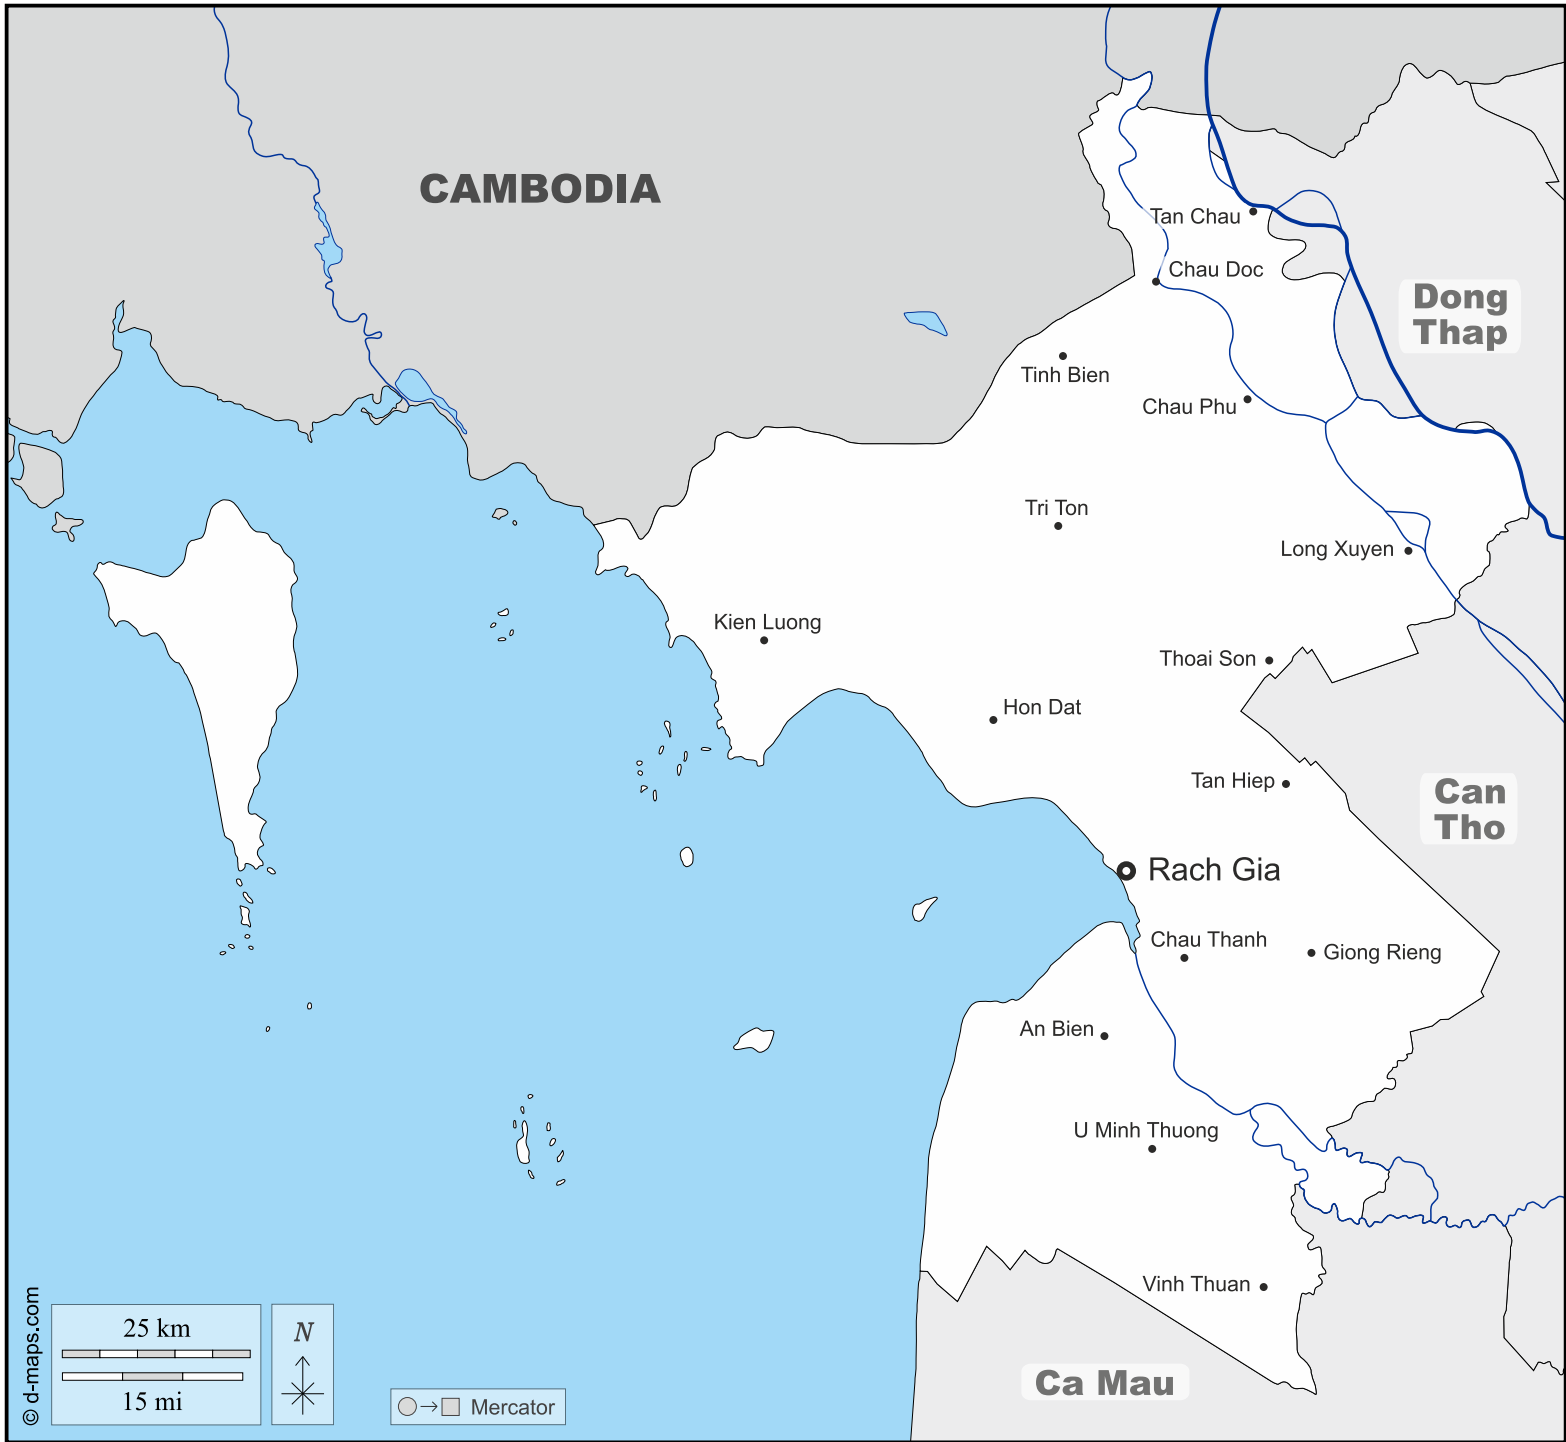 CAMBODIA
Tan Chau
Chau Doc
Dong
Thap
Tinh Bien
Chau Phu
Tri Ton
Long Xuyen
Kien Luong
Thoai Son
Hon Dat
Tan Hiep
Can
Tho
Rach Gia
Chau Thanh
Giong Rieng
An Bien
U Minh Thuong
Vinh Thuan
Ca Mau
© d-maps.com
25 km
15 mi
N
Mercator